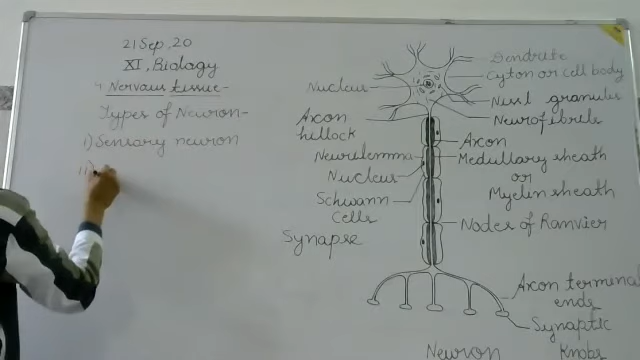 21 Sep, 20
XI, Biology
Nervous tissue-
Types of Neuron-
i) Sensory neuron
ii)
Nucleus
Axon
hillock
Neurilemma
Nucleus
Schwann
Cells
Synapse
Dendrite
Cyton or cell body
Nissl granules
Neurofibrils
Axon
Medullary sheath
or
Myelin sheath
Nodes of Ranvier
Axon terminal
ends
Synaptic
Knobs
Neuron